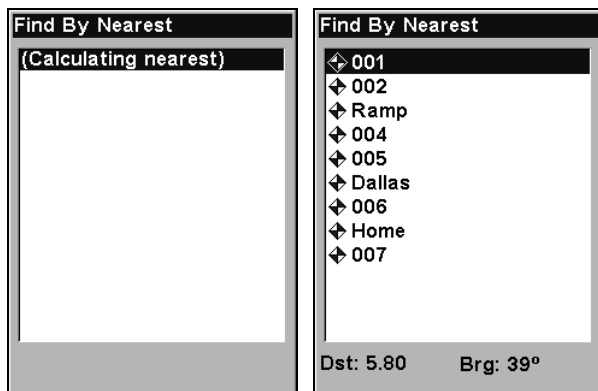 Find By Nearest
(Calculating nearest)
Find By Nearest
001
002
Ramp
004
005
Dallas
006
Home
007
Dst: 5.80 Brg: 39º